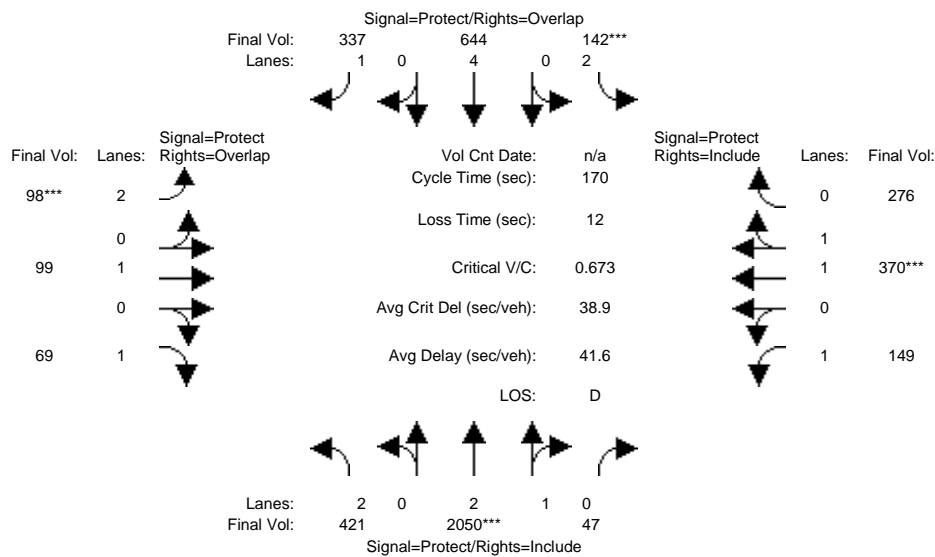 Signal=Protect/Rights=Overlap
Final Vol: 337 644 142***
Lanes: 1 0 4 0 2
Signal=Protect
Final Vol: Lanes: Rights=Overlap
Vol Cnt Date: n/a
Signal=Protect
Rights=Include Lanes: Final Vol:
Cycle Time (sec): 170
98*** 2
0 276
Loss Time (sec): 12
0
1
99 1
Critical V/C: 0.673
1 370***
0
Avg Crit Del (sec/veh): 38.9
0
69 1
Avg Delay (sec/veh): 41.6
1 149
LOS: D
Lanes: 2 0 2 1 0
Final Vol: 421 2050*** 47
Signal=Protect/Rights=Include